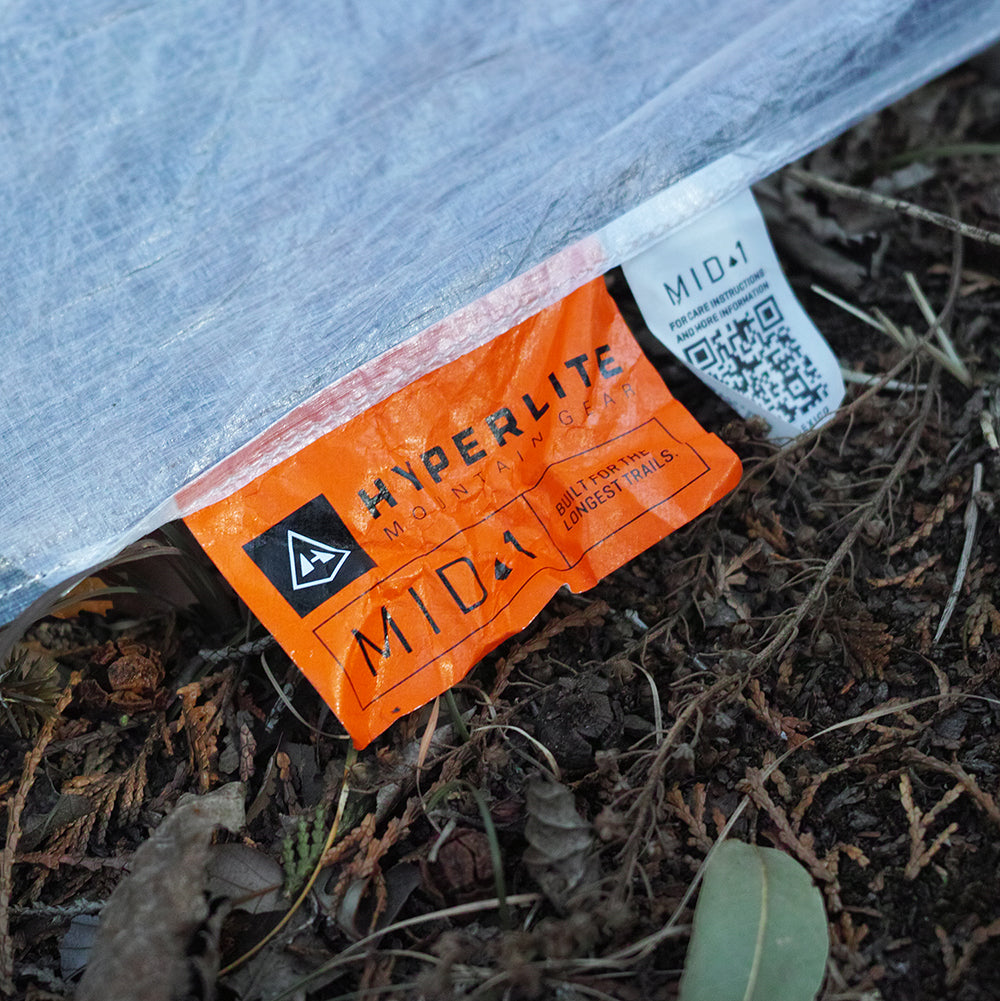 HYPERLITE
MOUNTAIN GEAR
MID▲1
BUILT FOR THE
LONGEST TRAILS.
MID▲1
FOR CARE INSTRUCTIONS
AND MORE INFORMATION